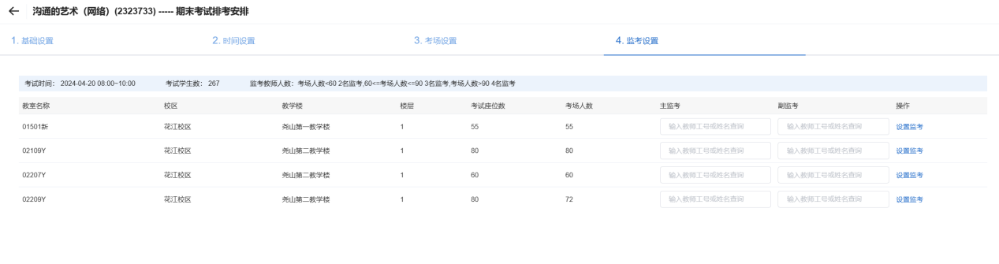 ← 沟通的艺术（网络）(2323733) ----- 期末考试排考安排
1. 基础设置 2. 时间设置 3. 考场设置 4. 监考设置
考试时间： 2024-04-20 08:00~10:00 考试学生数： 267 监考教师人数：考场人数<60 2名监考,60<=考场人数<=90 3名监考,考场人数>90 4名监考
教室名称 校区 教学楼 楼层 考试座位数 考场人数 主监考 副监考 操作
01501新 花江校区 尧山第一教学楼 1 55 55 输入教师工号或姓名查询 输入教师工号或姓名查询 设置监考
02109Y 花江校区 尧山第二教学楼 1 80 80 输入教师工号或姓名查询 输入教师工号或姓名查询 设置监考
02207Y 花江校区 尧山第二教学楼 1 60 60 输入教师工号或姓名查询 输入教师工号或姓名查询 设置监考
02209Y 花江校区 尧山第二教学楼 1 80 72 输入教师工号或姓名查询 输入教师工号或姓名查询 设置监考